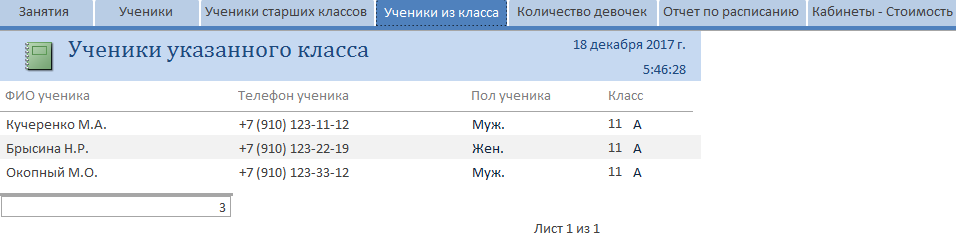 Занятия Ученики Ученики старших классов Ученики из класса Количество девочек Отчет по расписанию Кабинеты - Стоимость
Ученики указанного класса 18 декабря 2017 г.
5:46:28
ФИО ученика Телефон ученика Пол ученика Класс
Кучеренко М.А. +7 (910) 123-11-12 Муж. 11 А
Брысина Н.Р. +7 (910) 123-22-19 Жен. 11 А
Окопный М.О. +7 (910) 123-33-12 Муж. 11 А
3
Лист 1 из 1